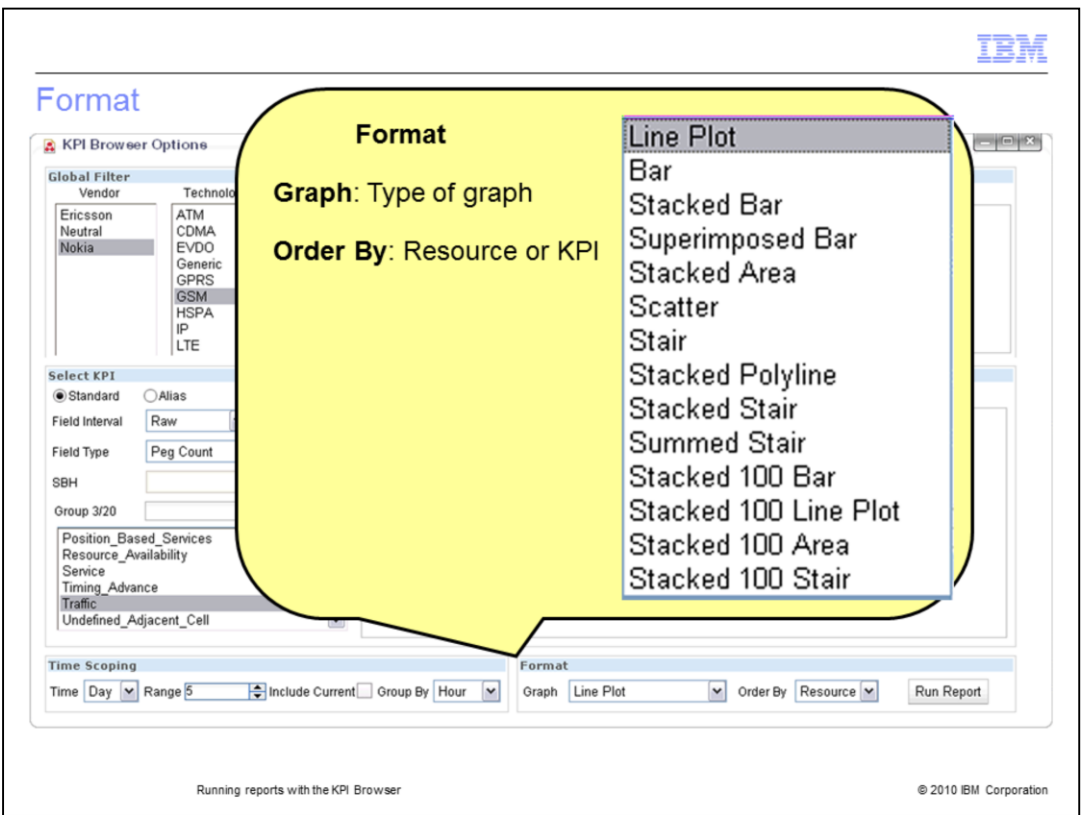 IBM
Format
KPI Browser Options
Global Filter
Vendor
Ericsson
Neutral
Nokia
ATM
CDMA
EVDO
Generic
GPRS
GSM
HSPA
IP
LTE
Format
Graph: Type of graph
Order By: Resource or KPI
Line Plot
Bar
Stacked Bar
Superimposed Bar
Stacked Area
Scatter
Stair
Stacked Polyline
Stacked Stair
Summed Stair
Stacked 100 Bar
Stacked 100 Line Plot
Stacked 100 Area
Stacked 100 Stair
Select KPI
Standard Alias
Field Interval Raw
Field Type Peg Count
SBH
Group 3/20
Position_Based_Services
Resource_Availability
Service
Timing_Advance
Traffic
Undefined_Adjacent_Cell
Time Scoping
Time Day Range 5 Include Current Group By Hour
Format
Graph Line Plot Order By Resource Run Report
Running reports with the KPI Browser
© 2010 IBM Corporation